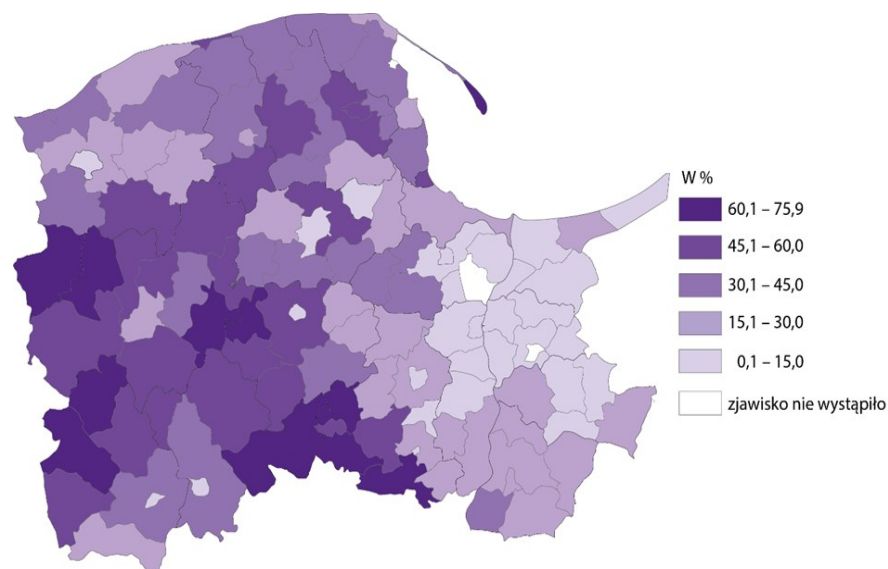 W %
60,1 – 75,9
45,1 – 60,0
30,1 – 45,0
15,1 – 30,0
0,1 – 15,0
zjawisko nie wystąpiło